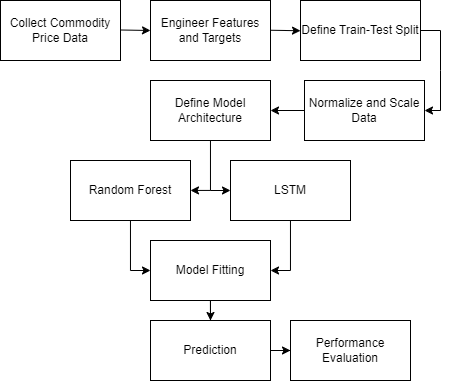 Collect Commodity
Price Data
Engineer Features
and Targets
Define Train-Test Split
Normalize and Scale
Data
Define Model
Architecture
Random Forest
LSTM
Model Fitting
Prediction
Performance
Evaluation